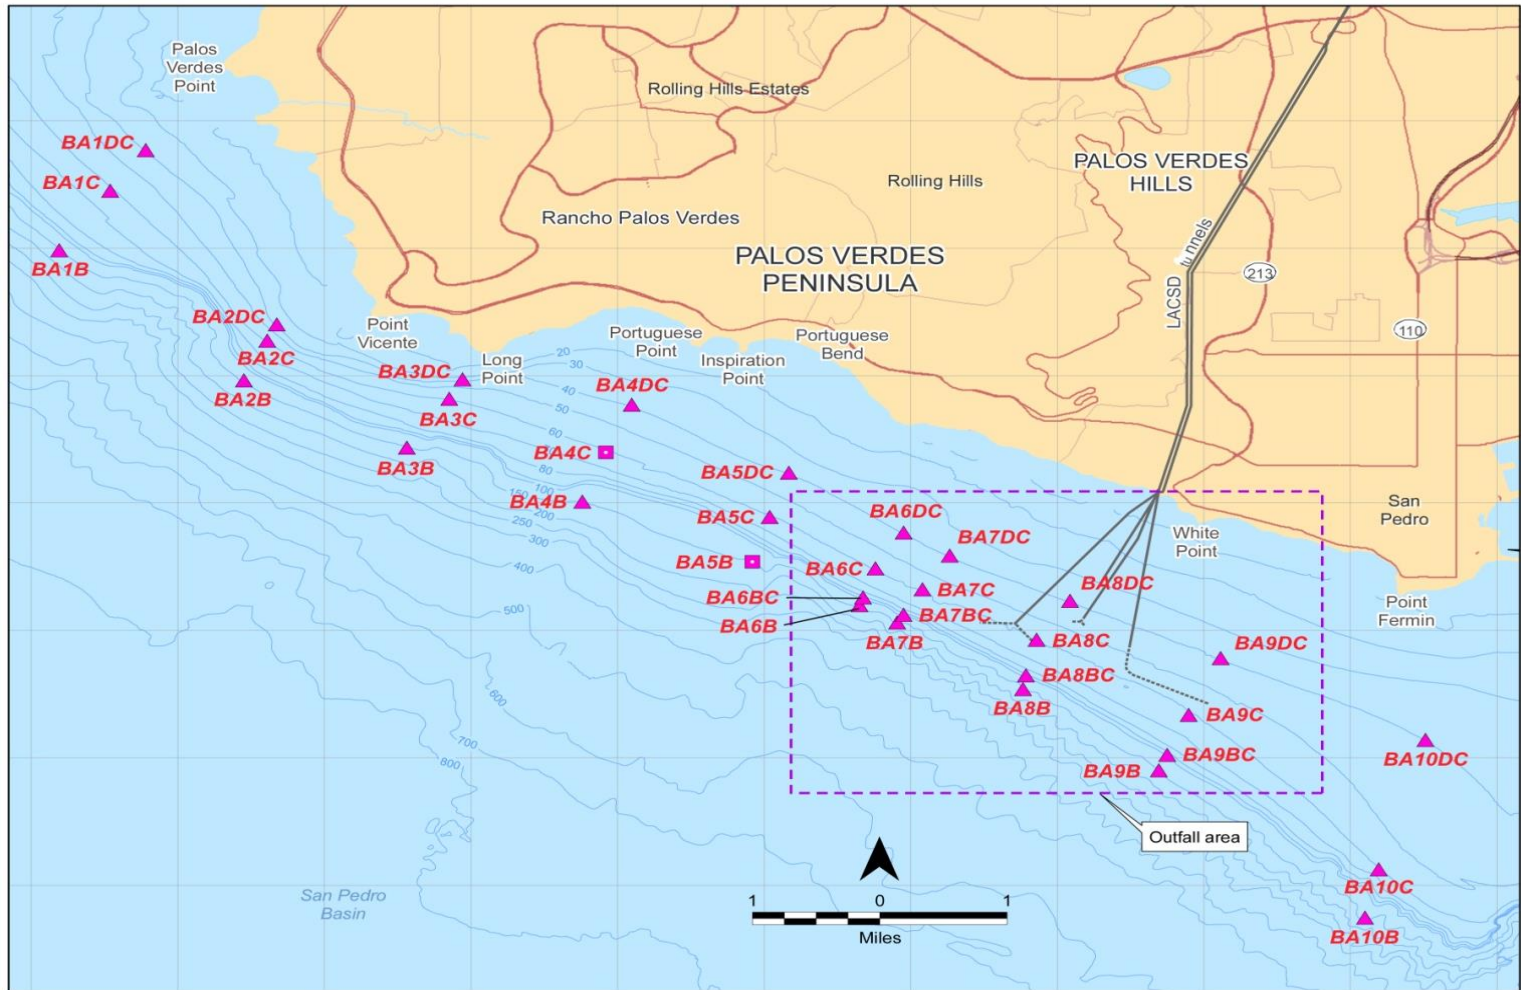 Palos
Verdes
Point
Rolling Hills Estates
BA1DC
PALOS VERDES
HILLS
BA1C
Rolling Hills
Rancho Palos Verdes
LACSD tunnels
PALOS VERDES
PENINSULA
BA1B
213
BA2DC
Point
Vicente
Portuguese
Point
Portuguese
Bend
110
BA2C
Long
Point
20
30
Inspiration
Point
BA3DC
BA4DC
BA2B
40
50
BA3C
60
BA4C
BA3B
80
BA5DC
100
150
BA4B
200
San
Pedro
250
BA5C
BA6DC
300
White
Point
BA7DC
BA5B
400
BA6C
BA8DC
BA7C
BA6BC
500
Point
Fermin
BA7BC
BA6B
BA7B
BA8C
BA9DC
BA8BC
600
BA8B
BA9C
700
BA9BC
BA10DC
800
BA9B
Outfall area
BA10C
San Pedro
Basin
1 0 1
Miles
BA10B